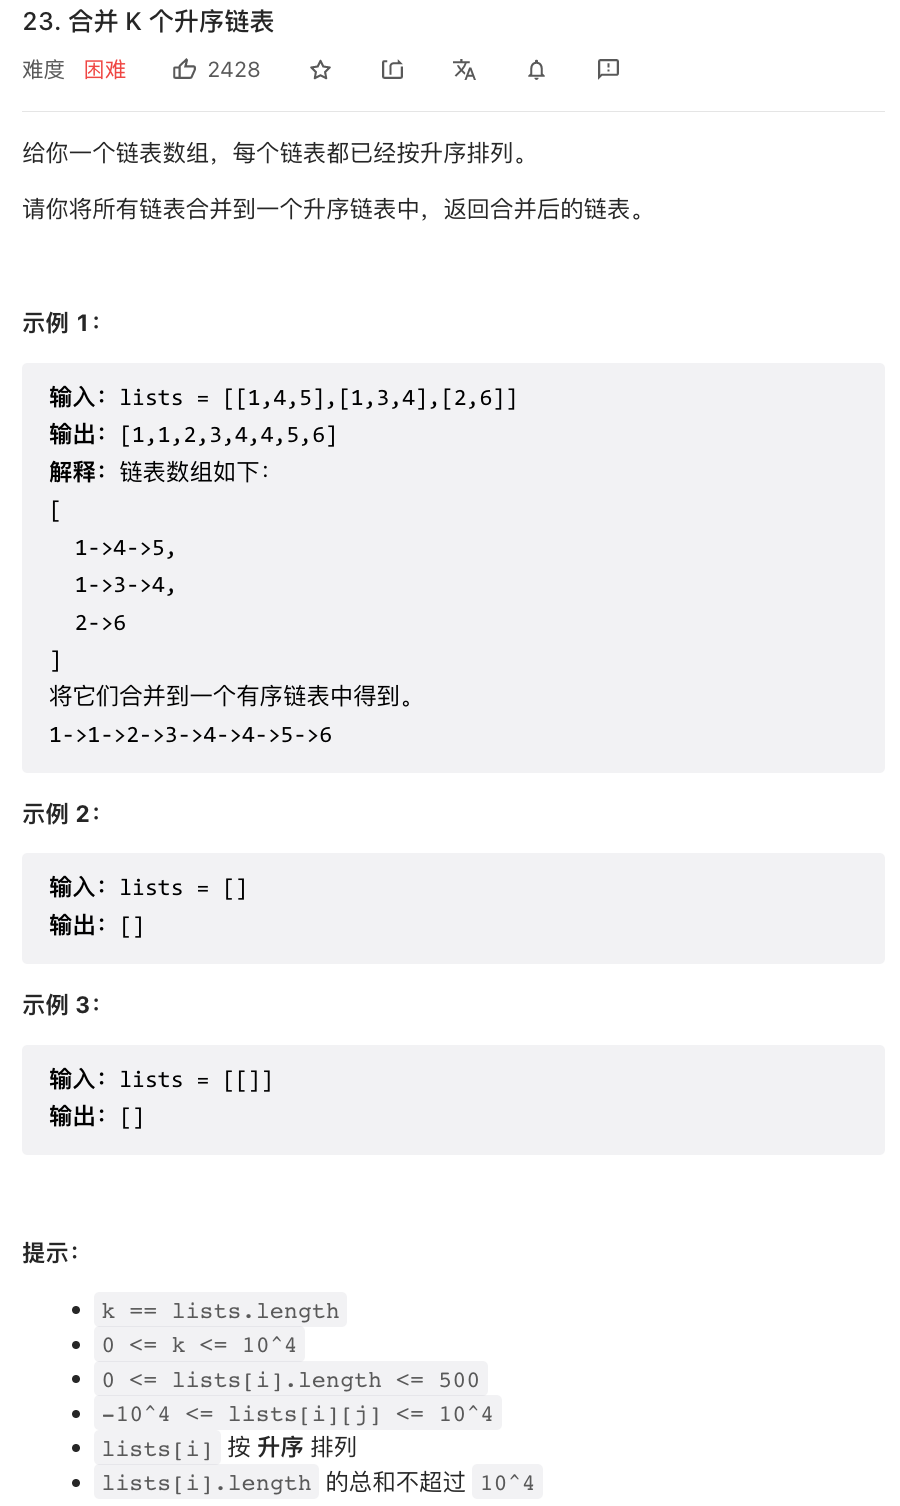 23. 合并 K 个升序链表
难度 困难 2428
给你一个链表数组，每个链表都已经按升序排列。
请你将所有链表合并到一个升序链表中，返回合并后的链表。
示例 1：
输入：lists = [[1,4,5],[1,3,4],[2,6]]
输出：[1,1,2,3,4,4,5,6]
解释：链表数组如下：
[
1->4->5,
1->3->4,
2->6
]
将它们合并到一个有序链表中得到。
1->1->2->3->4->4->5->6
示例 2：
输入：lists = []
输出：[]
示例 3：
输入：lists = [[]]
输出：[]
提示：
k == lists.length
0 <= k <= 10^4
0 <= lists[i].length <= 500
-10^4 <= lists[i][j] <= 10^4
lists[i] 按 升序 排列
lists[i].length 的总和不超过 10^4